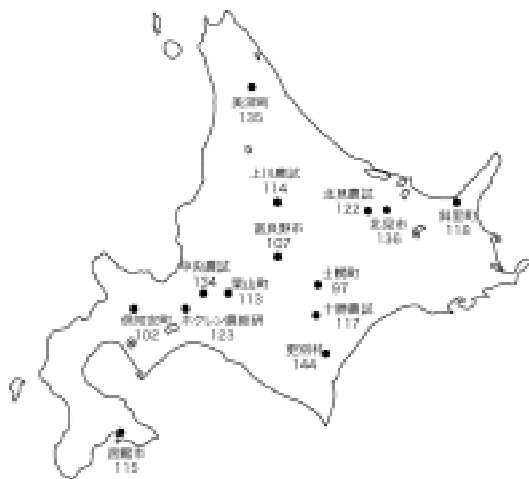 美深町
135
上川農試
114
北見農試
122
北見市
136
斜里町
118
富良野市
107
中央農試
134
栗山町
113
士幌町
87
倶知安町
102
ホクレン農総研
123
十勝農試
117
更別村
144
函館市
115